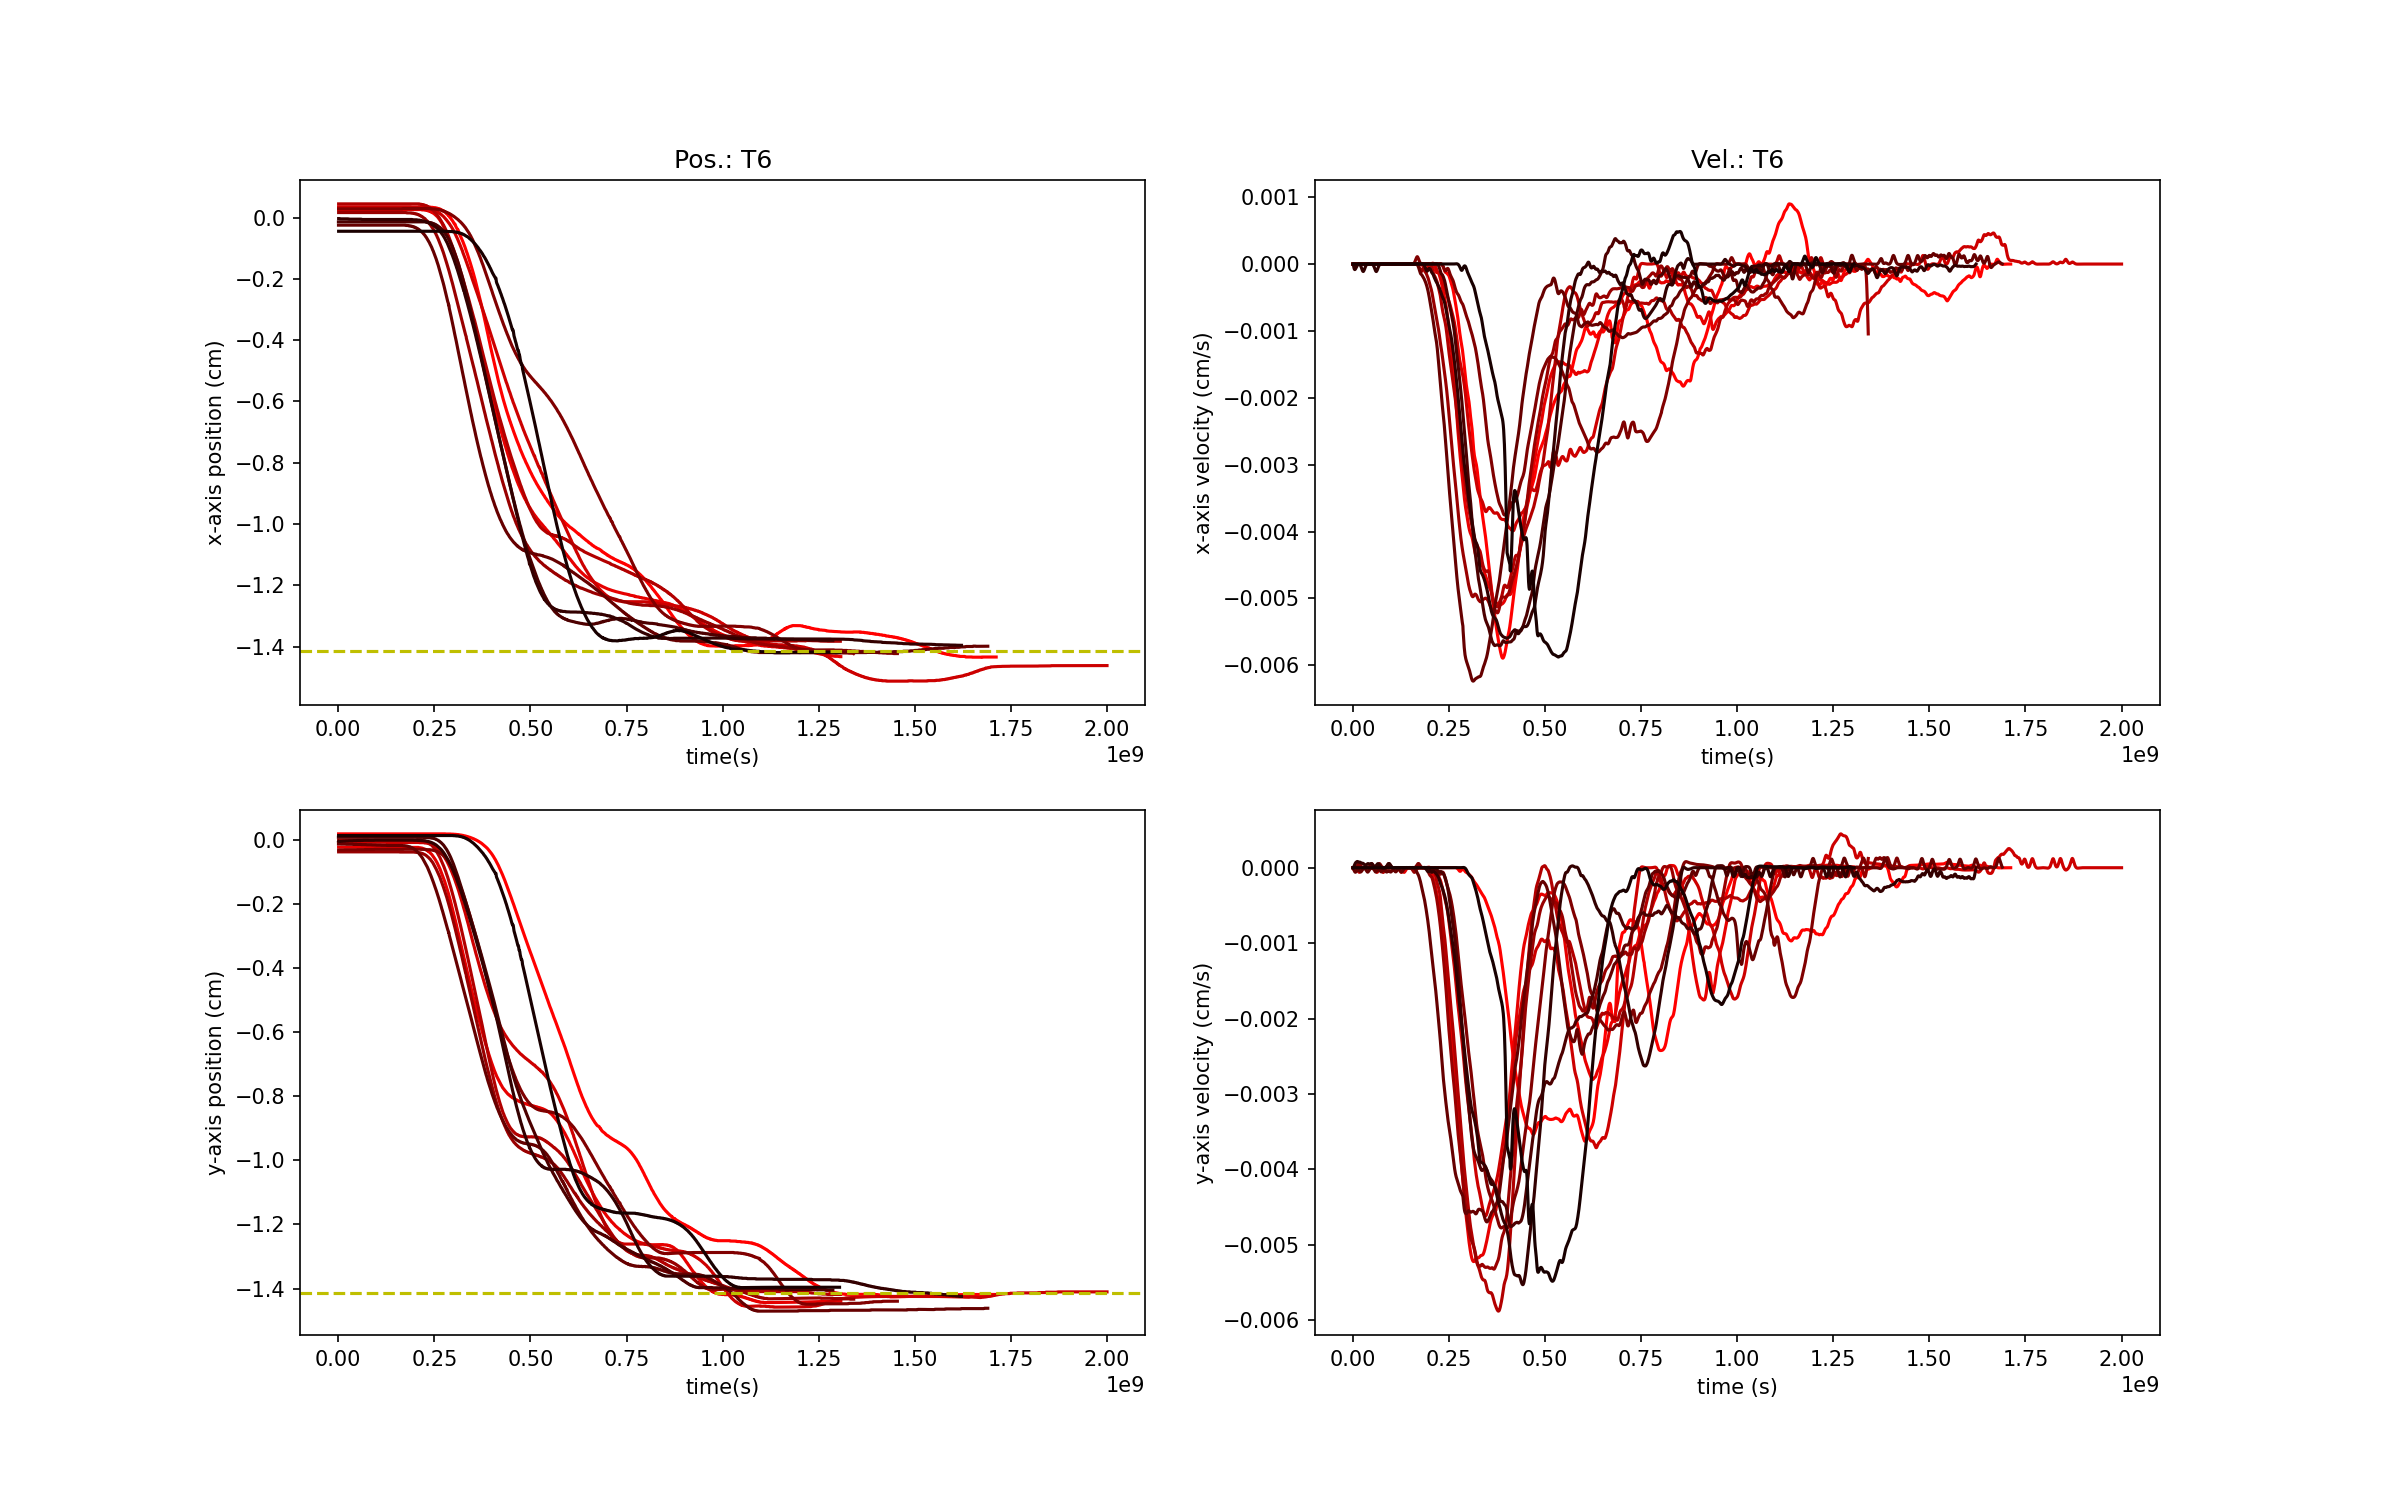 Pos.: T6
Vel.: T6
x-axis position (cm)
0.0
−0.2
−0.4
−0.6
−0.8
−1.0
−1.2
−1.4
0.00 0.25 0.50 0.75 1.00 1.25 1.50 1.75 2.00
time(s)
1e9
x-axis velocity (cm/s)
0.001
0.000
−0.001
−0.002
−0.003
−0.004
−0.005
−0.006
0.00 0.25 0.50 0.75 1.00 1.25 1.50 1.75 2.00
time(s)
1e9
y-axis position (cm)
0.0
−0.2
−0.4
−0.6
−0.8
−1.0
−1.2
−1.4
0.00 0.25 0.50 0.75 1.00 1.25 1.50 1.75 2.00
time(s)
1e9
y-axis velocity (cm/s)
0.000
−0.001
−0.002
−0.003
−0.004
−0.005
−0.006
0.00 0.25 0.50 0.75 1.00 1.25 1.50 1.75 2.00
time (s)
1e9